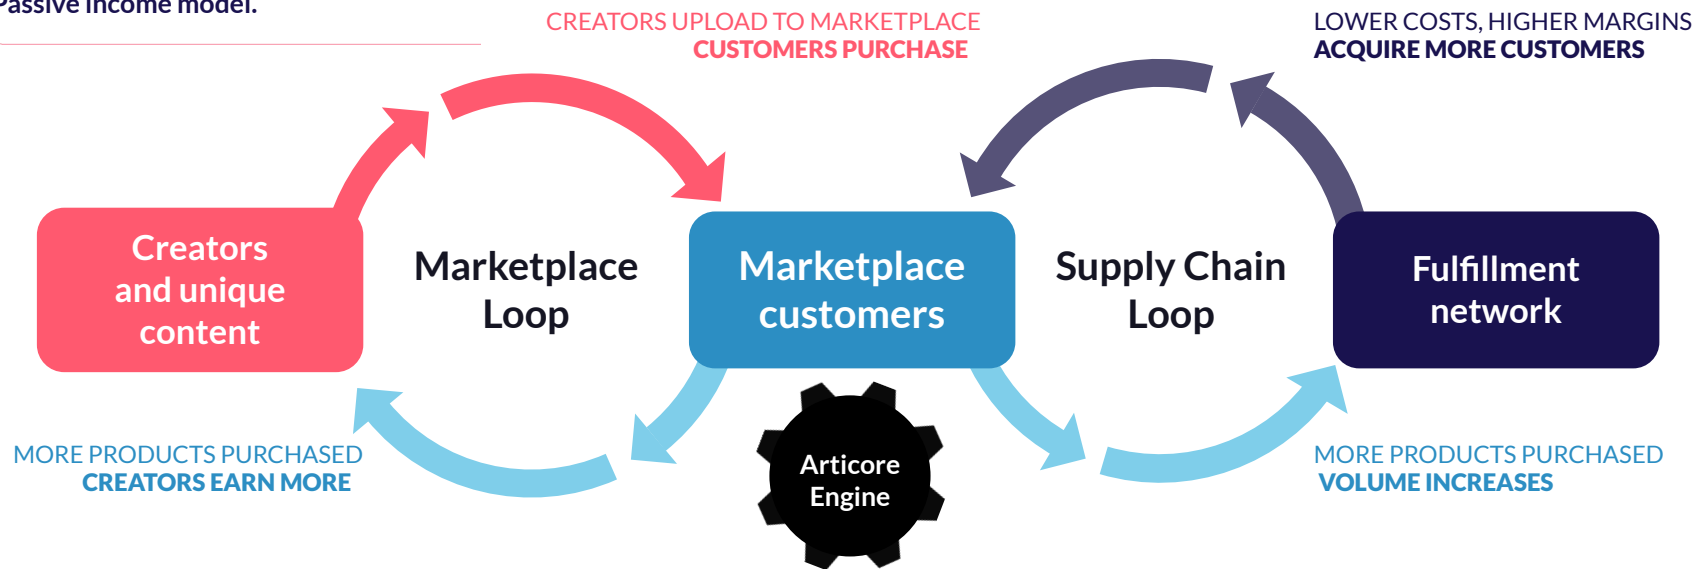 Passive income model.
CREATORS UPLOAD TO MARKETPLACE
CUSTOMERS PURCHASE
LOWER COSTS, HIGHER MARGINS
ACQUIRE MORE CUSTOMERS
Creators
and unique
content
Marketplace
Loop
Marketplace
customers
Supply Chain
Loop
Fulfillment
network
MORE PRODUCTS PURCHASED
CREATORS EARN MORE
Articore
Engine
MORE PRODUCTS PURCHASED
VOLUME INCREASES